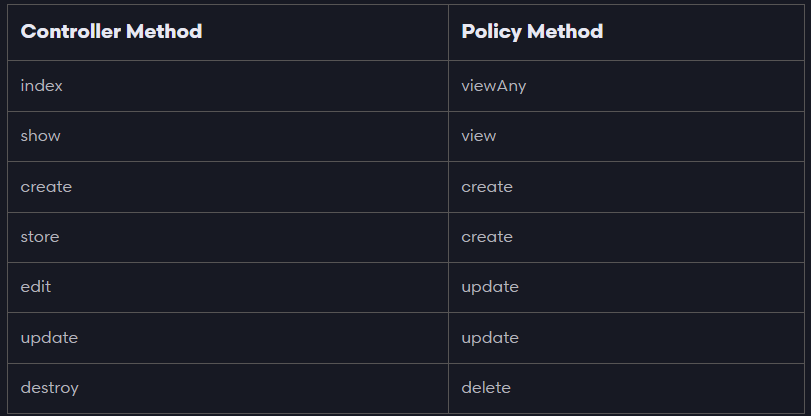 Controller Method Policy Method
index viewAny
show view
create create
store create
edit update
update update
destroy delete